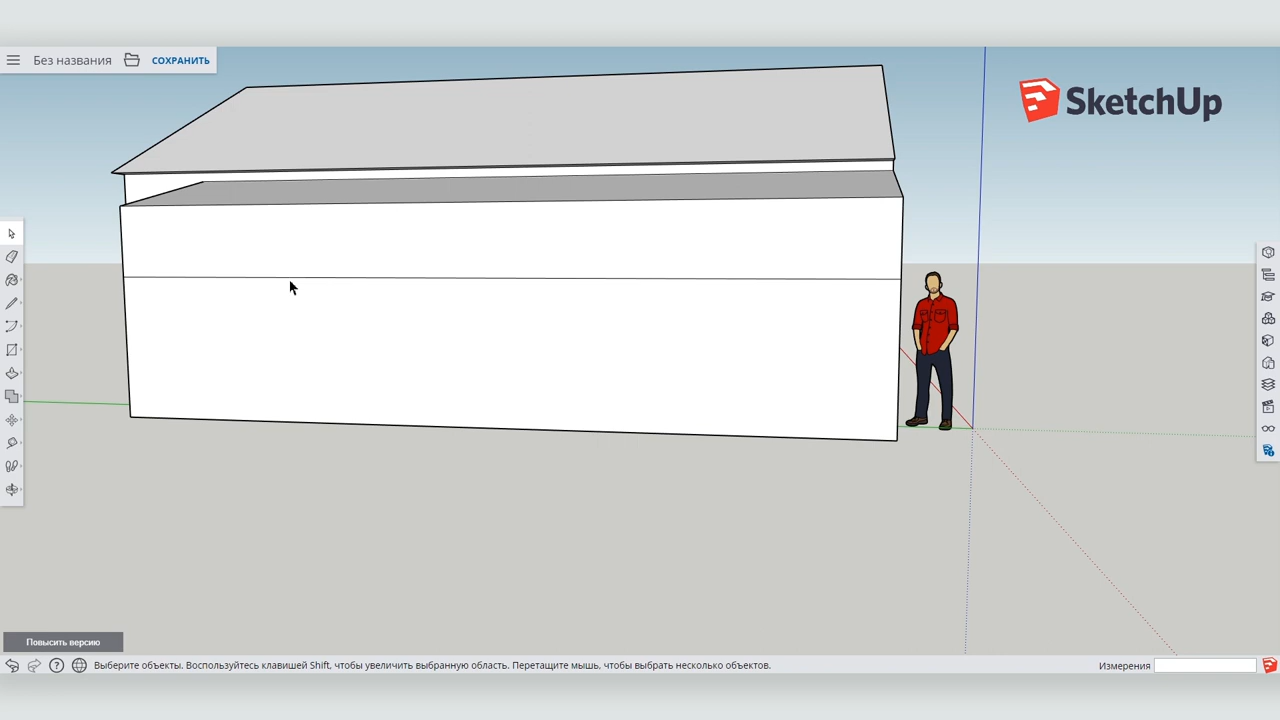 Без названия
СОХРАНИТЬ
SketchUp
Повысить версию
Выберите объекты. Воспользуйтесь клавишей Shift, чтобы увеличить выбранную область. Перетащите мышь, чтобы выбрать несколько объектов.
Измерения